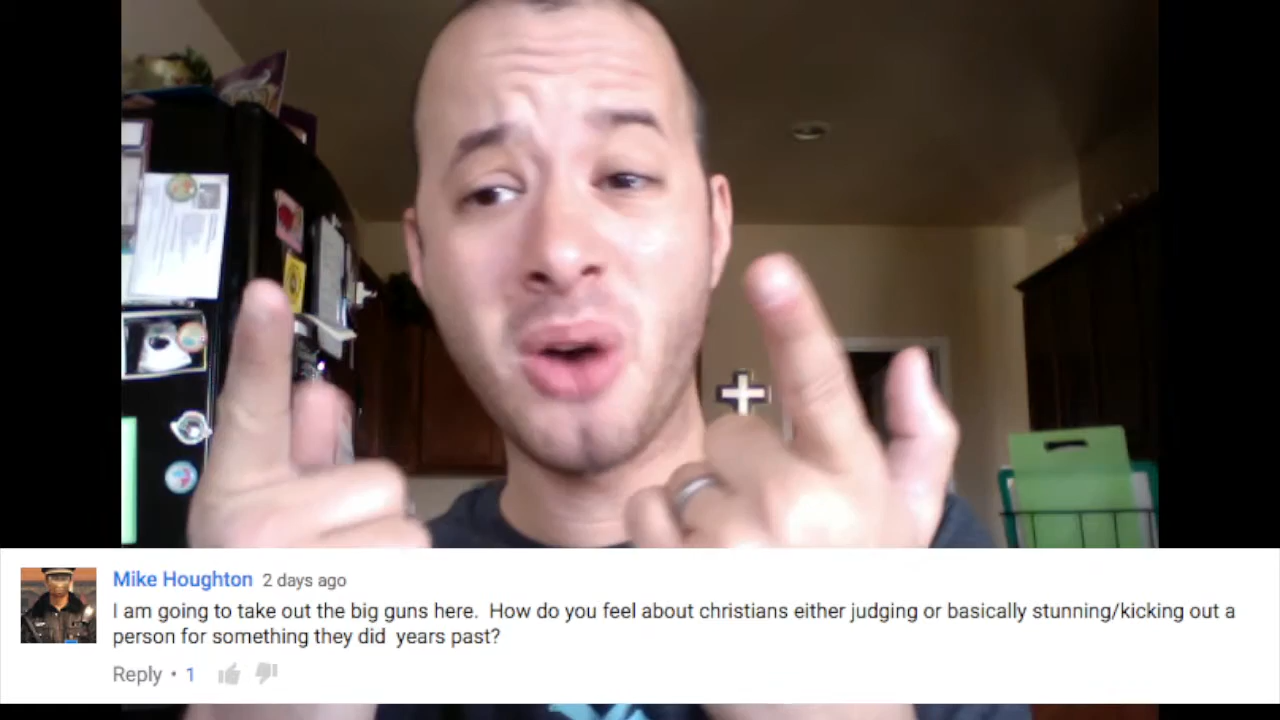 Mike Houghton 2 days ago
I am going to take out the big guns here.  How do you feel about christians either judging or basically stunning/kicking out a
person for something they did  years past?
Reply • 1